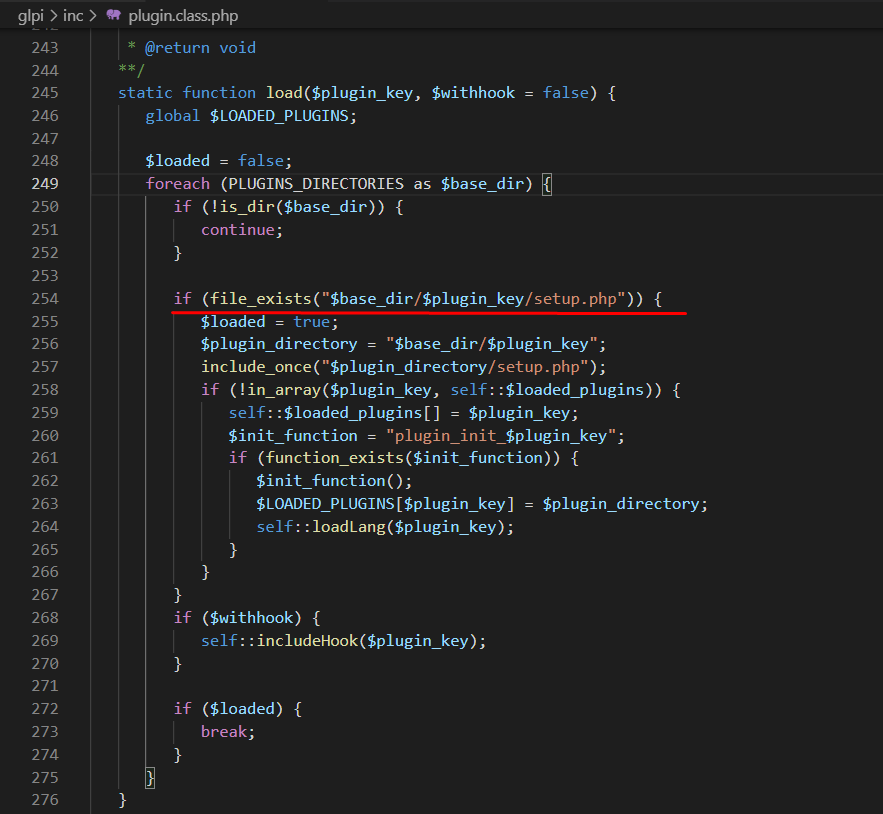 glpi > inc > plugin.class.php
242
243 * @return void
244 **/
245 static function load($plugin_key, $withhook = false) {
246 global $LOADED_PLUGINS;
247
248 $loaded = false;
249 foreach (PLUGINS_DIRECTORIES as $base_dir) {
250 if (!is_dir($base_dir)) {
251 continue;
252 }
253
254 if (file_exists("$base_dir/$plugin_key/setup.php")) {
255 $loaded = true;
256 $plugin_directory = "$base_dir/$plugin_key";
257 include_once("$plugin_directory/setup.php");
258 if (!in_array($plugin_key, self::$loaded_plugins)) {
259 self::$loaded_plugins[] = $plugin_key;
260 $init_function = "plugin_init_$plugin_key";
261 if (function_exists($init_function)) {
262 $init_function();
263 $LOADED_PLUGINS[$plugin_key] = $plugin_directory;
264 self::loadLang($plugin_key);
265 }
266 }
267 }
268 if ($withhook) {
269 self::includeHook($plugin_key);
270 }
271
272 if ($loaded) {
273 break;
274 }
275 }
276 }